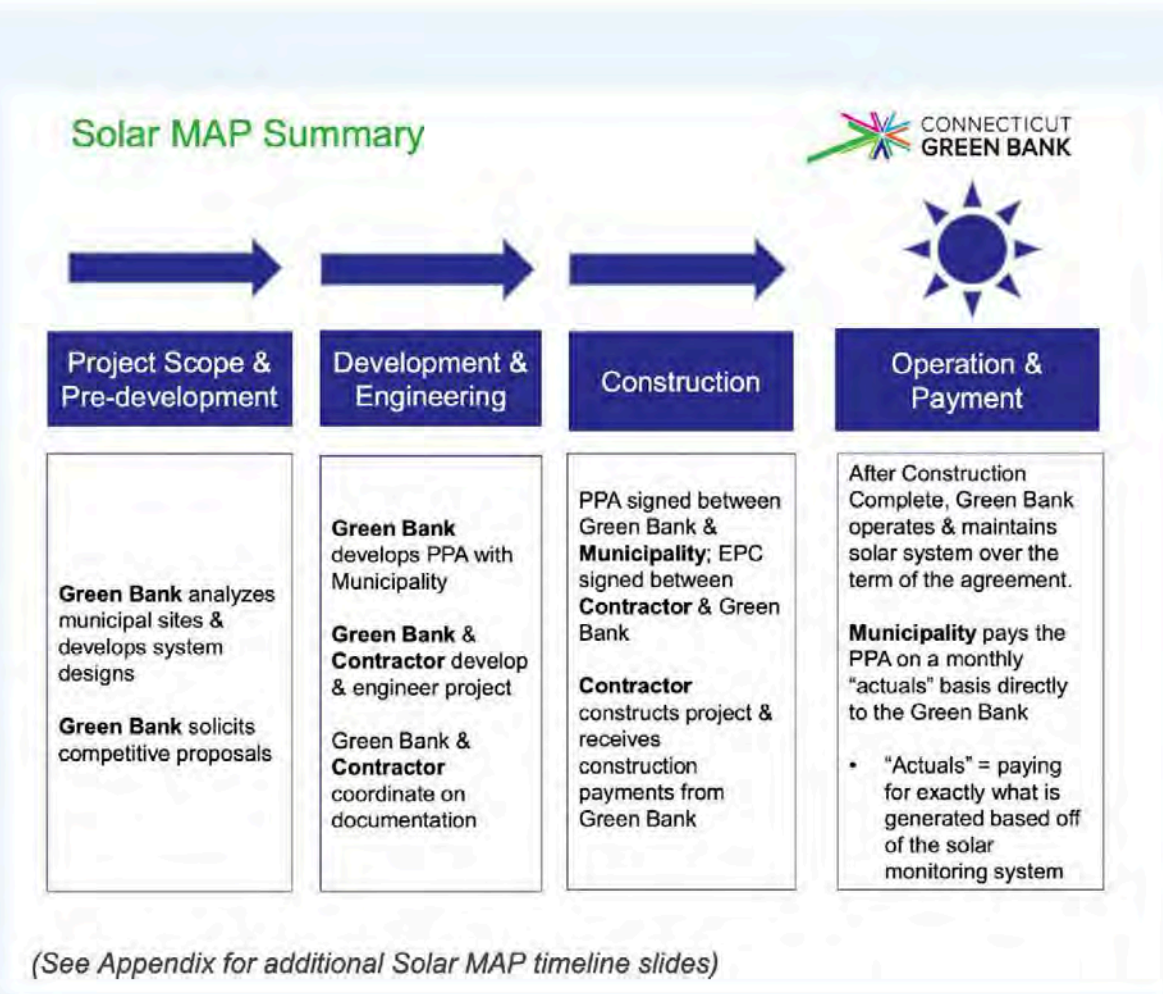 Solar MAP Summary
CONNECTICUT
GREEN BANK
Project Scope &
Pre-development
Green Bank analyzes
municipal sites &
develops system
designs
Green Bank solicits
competitive proposals
Development &
Engineering
Green Bank
develops PPA with
Municipality
Green Bank &
Contractor develop
& engineer project
Green Bank &
Contractor
coordinate on
documentation
Construction
PPA signed between
Green Bank &
Municipality; EPC
signed between
Contractor & Green
Bank
Contractor
constructs project &
receives
construction
payments from
Green Bank
Operation &
Payment
After Construction
Complete, Green Bank
operates & maintains
solar system over the
term of the agreement.
Municipality pays the
PPA on a monthly
“actuals” basis directly
to the Green Bank
• “Actuals” = paying
for exactly what is
generated based off
of the solar
monitoring system
(See Appendix for additional Solar MAP timeline slides)